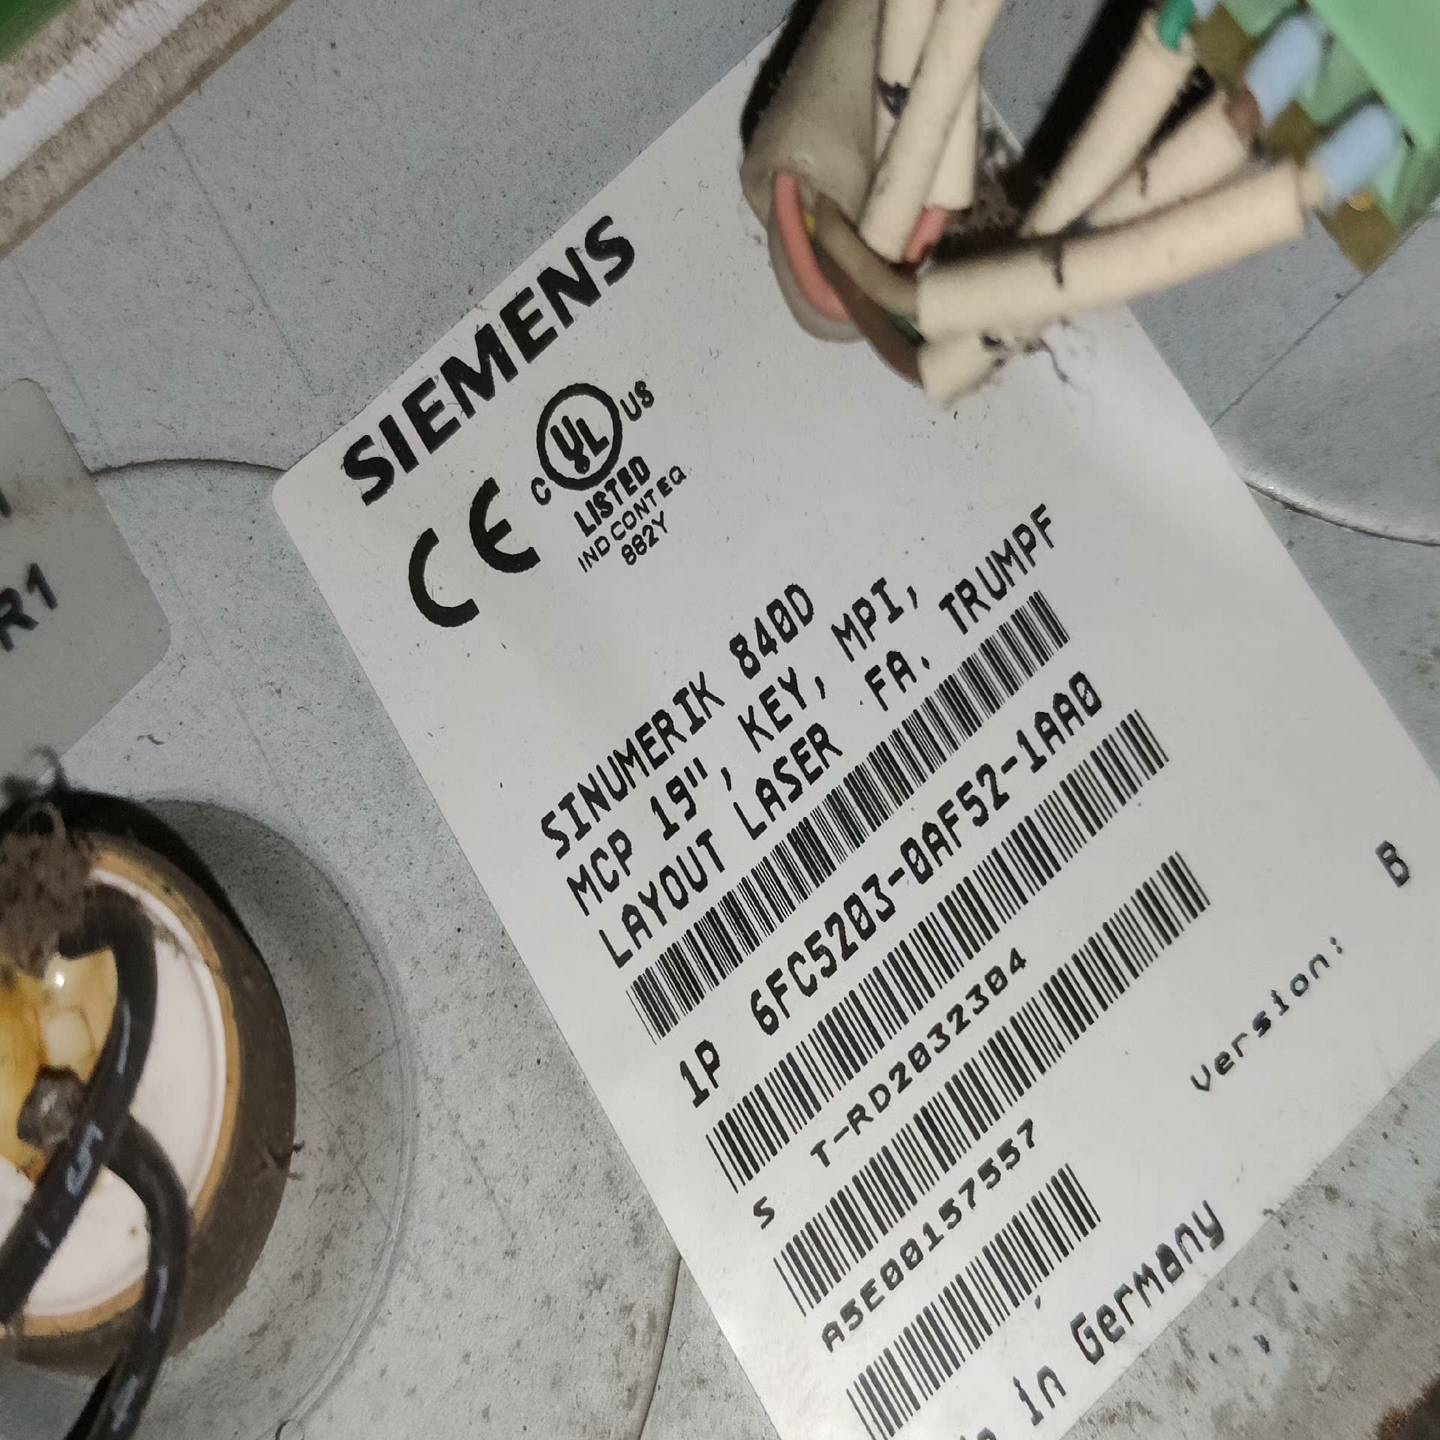 SIEMENS
CE
C UL US
LISTED
IND CONT EQ
882Y
SINUMERIK 840D
MCP 19", KEY, MPI,
LAYOUT LASER FA. TRUMPF
1P 6FC5203-0AF52-1AA0
S T-RD2032304
A5E00157557
Version: B
in Germany
R1